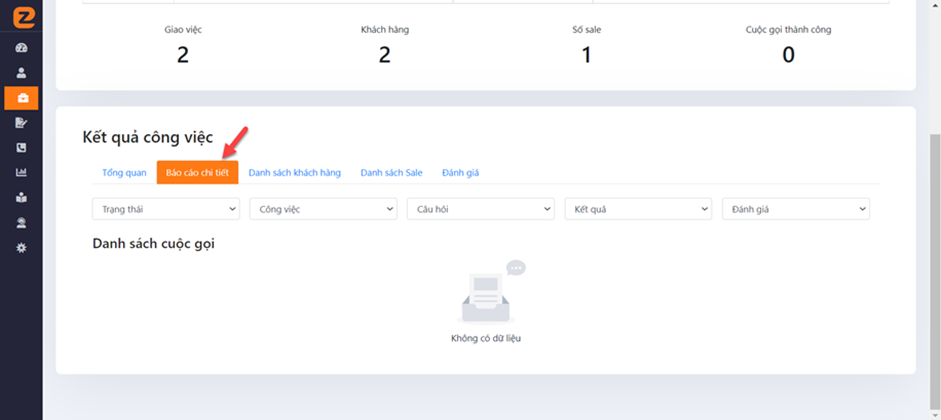 Giao việc
Khách hàng
Số sale
Cuộc gọi thành công
2
2
1
0
Kết quả công việc
Tổng quan
Báo cáo chi tiết
Danh sách khách hàng
Danh sách Sale
Đánh giá
Trạng thái
Công việc
Câu hỏi
Kết quả
Đánh giá
Danh sách cuộc gọi
Không có dữ liệu